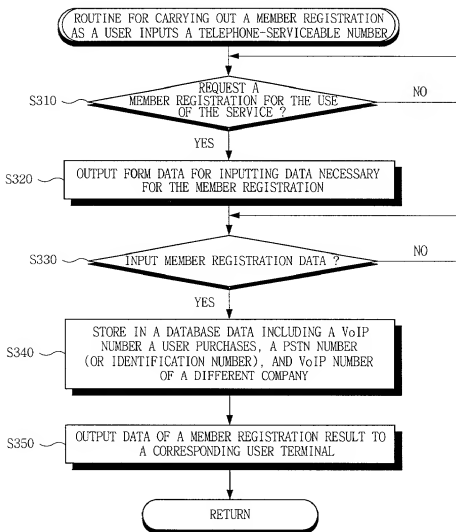 ROUTINE FOR CARRYING OUT A MEMBER REGISTRATION
AS A USER INPUTS A TELEPHONE-SERVICEABLE NUMBER
S310
REQUEST A
MEMBER REGISTRATION FOR THE USE
OF THE SERVICE ?
NO
YES
S320
OUTPUT FORM DATA FOR INPUTTING DATA NECESSARY
FOR THE MEMBER REGISTRATION
S330
INPUT MEMBER REGISTRATION DATA ?
NO
YES
S340
STORE IN A DATABASE DATA INCLUDING A VoIP
NUMBER A USER PURCHASES, A PSTN NUMBER
(OR IDENTIFICATION NUMBER), AND VoIP NUMBER
OF A DIFFERENT COMPANY
S350
OUTPUT DATA OF A MEMBER REGISTRATION RESULT TO
A CORRESPONDING USER TERMINAL
RETURN